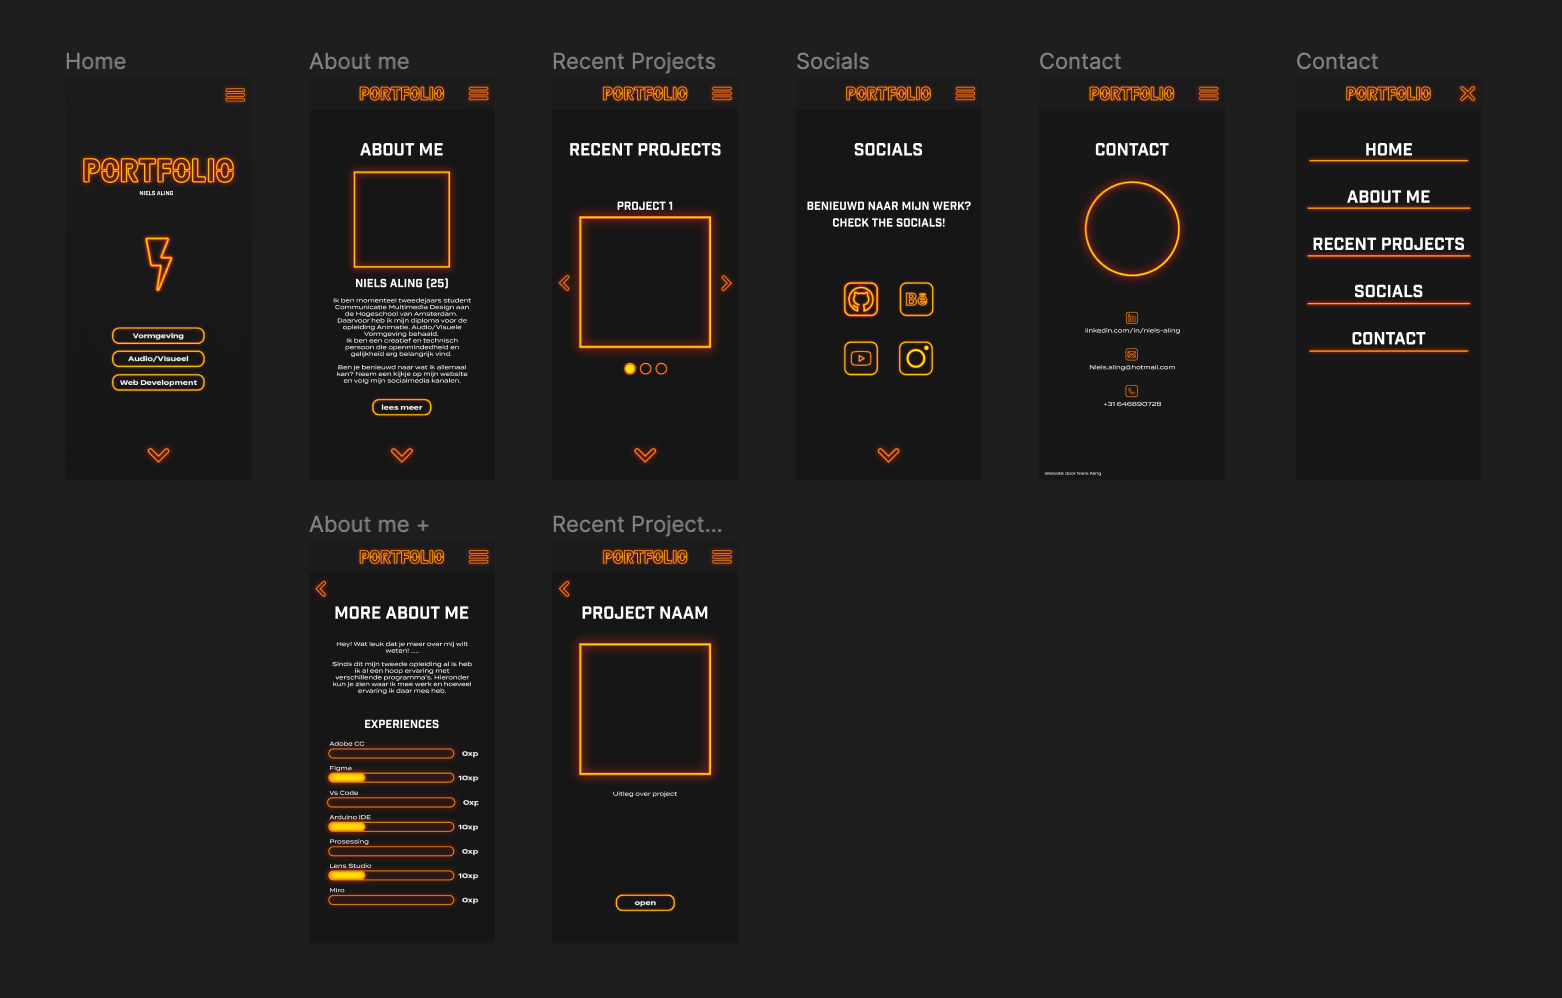 Home
PORTFOLIO
NIELS ALING
Vormgeving
Audio/Visueel
Web Development
About me
PORTFOLIO
ABOUT ME
NIELS ALING (25)
Ik ben momenteel tweedejaars student
Communicatie Multimedia Design aan
de Hogeschool van Amsterdam.
Daarvoor heb ik mijn diploma voor de
opleiding Animatie, Audio/Visuele
Vormgeving behaald.
Ik ben een creatief en technisch
persoon die openmindedheid en
gelijkheid erg belangrijk vind.
Ben je benieuwd naar wat ik allemaal
kan? Neem een kijkje op mijn website
en volg mijn socialmedia kanalen.
lees meer
Recent Projects
PORTFOLIO
RECENT PROJECTS
PROJECT 1
Socials
PORTFOLIO
SOCIALS
BENIEUWD NAAR MIJN WERK?
CHECK THE SOCIALS!
Bē
Contact
PORTFOLIO
CONTACT
in
linkedin.com/in/niels-aling
Niels.aling@hotmail.com
+31 646890728
Website door Niels Aling
Contact
PORTFOLIO
HOME
ABOUT ME
RECENT PROJECTS
SOCIALS
CONTACT
About me +
PORTFOLIO
MORE ABOUT ME
Hey! Wat leuk dat je meer over mij wilt
weten! .....
Sinds dit mijn tweede opleiding al is heb
ik al een hoop ervaring met
verschillende programma's. Hieronder
kun je zien waar ik mee werk en hoeveel
ervaring ik daar mee heb.
EXPERIENCES
Adobe CC
0xp
Figma
10xp
Vs Code
0xp
Arduino IDE
10xp
Prosessing
0xp
Lens Studio
10xp
Miro
0xp
Recent Project...
PORTFOLIO
PROJECT NAAM
Uitleg over project
open